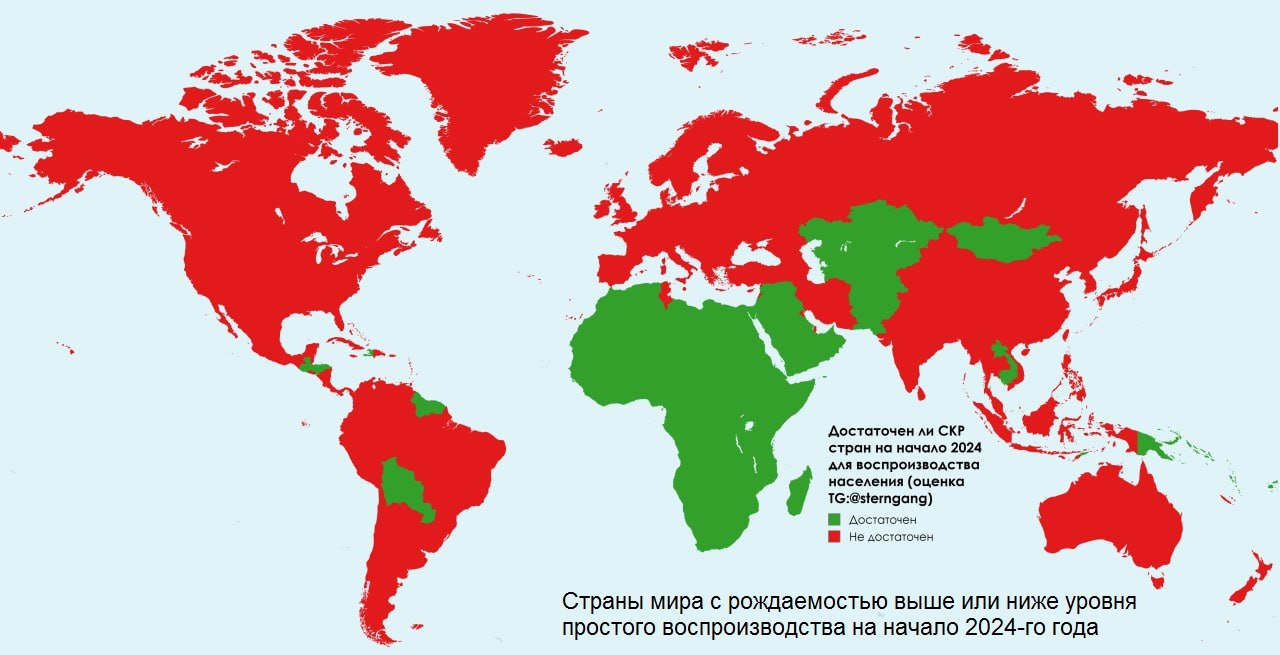 Достаточен ли СКР
стран на начало 2024
для воспроизводства
населения (оценка
TG:@sterngang)
Достаточен
Не достаточен
Страны мира с рождаемостью выше или ниже уровня
простого воспроизводства на начало 2024-го года